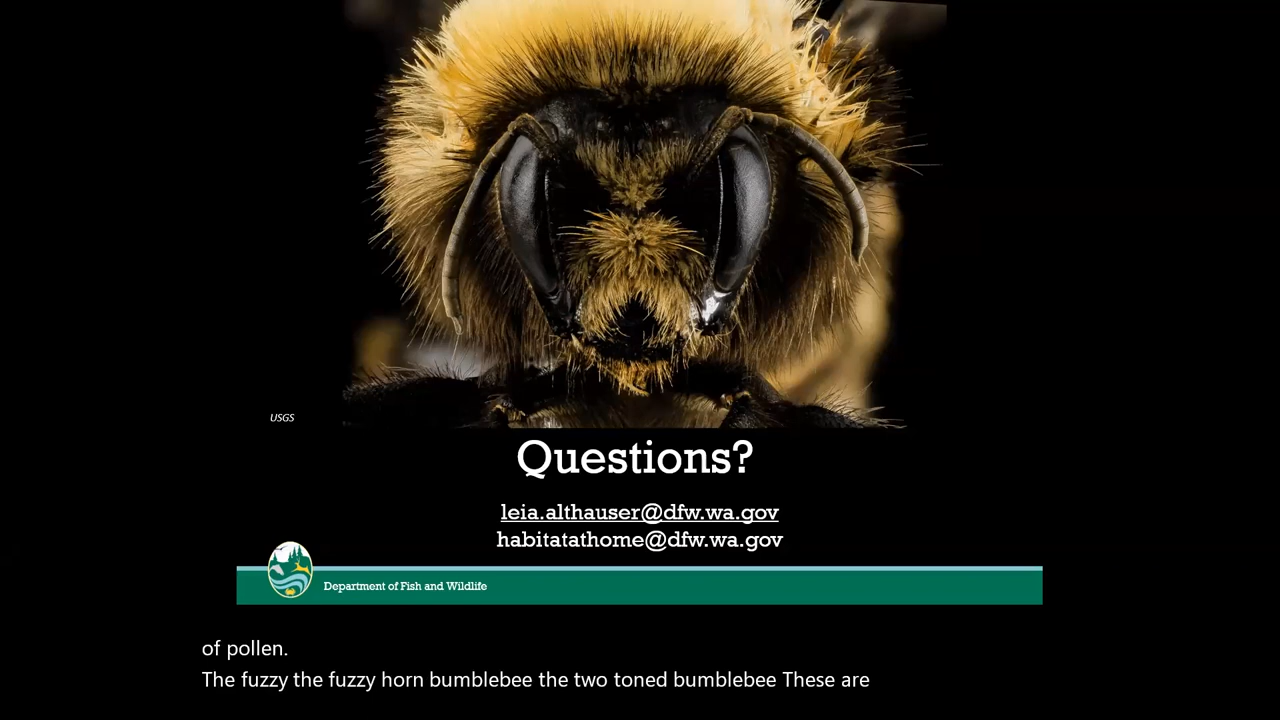 USGS
Questions?
leia.althauser@dfw.wa.gov
habitatathome@dfw.wa.gov
Department of Fish and Wildlife
of pollen.
The fuzzy the fuzzy horn bumblebee the two toned bumblebee These are